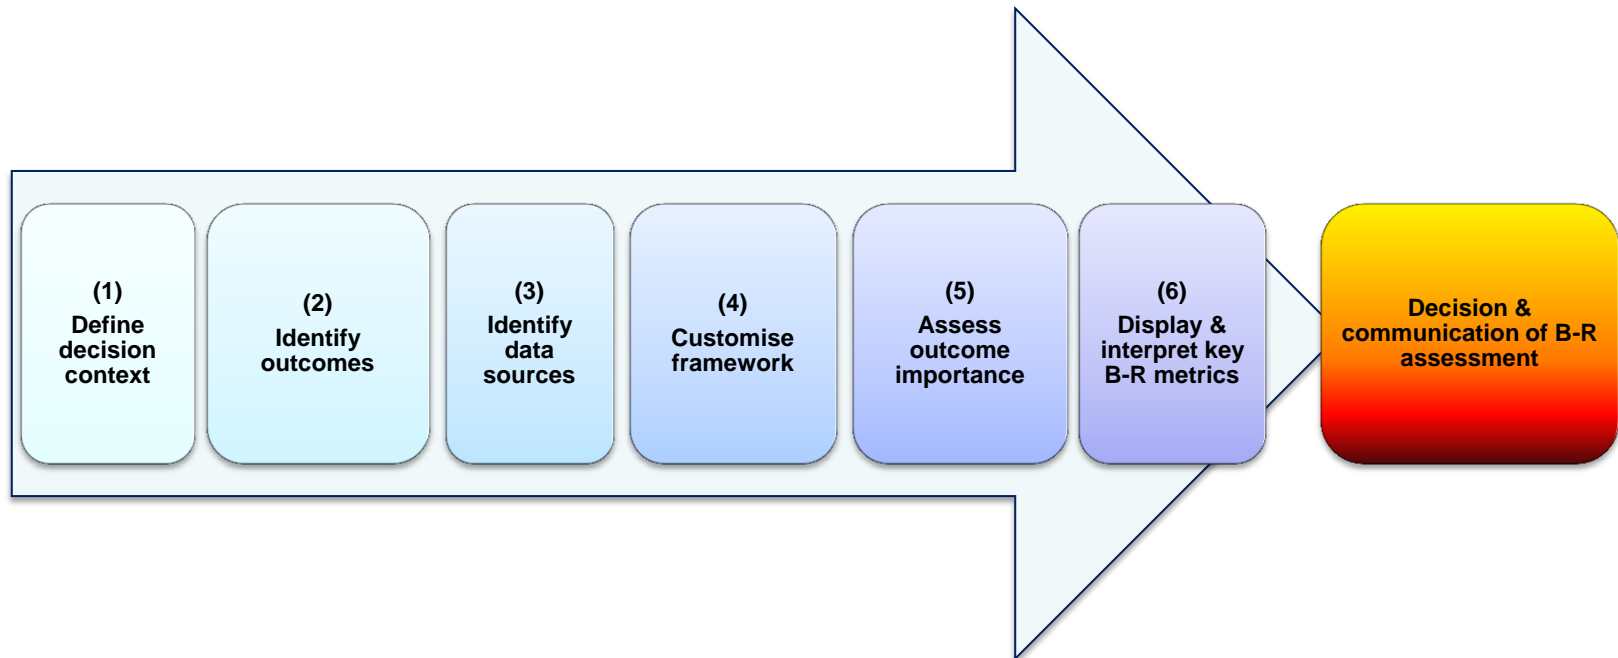 (1)
Define
decision
context
(2)
Identify
outcomes
(3)
Identify
data
sources
(4)
Customise
framework
(5)
Assess
outcome
importance
(6)
Display &
interpret key
B-R metrics
Decision &
communication of B-R
assessment